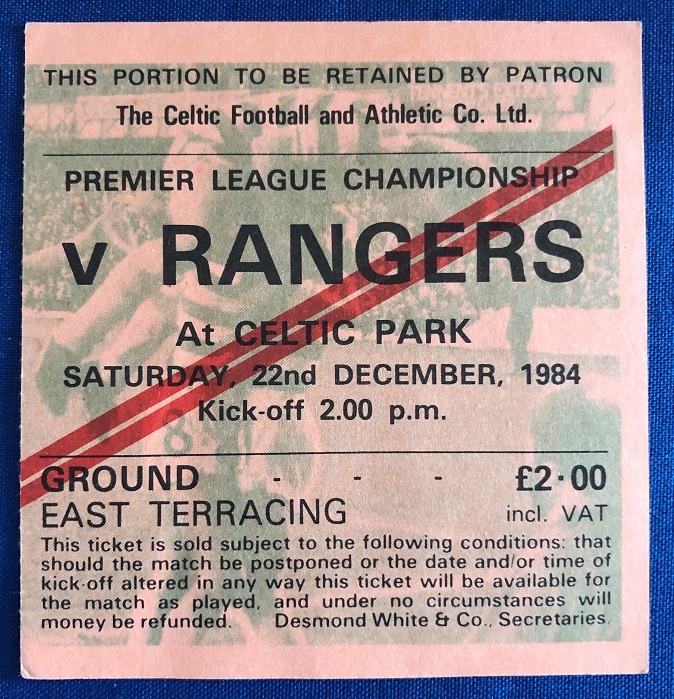 THIS PORTION TO BE RETAINED BY PATRON
The Celtic Football and Athletic Co. Ltd.
PREMIER LEAGUE CHAMPIONSHIP
v RANGERS
At CELTIC PARK
SATURDAY, 22nd DECEMBER, 1984
Kick-off 2.00 p.m.
GROUND - - - £2·00
EAST TERRACING incl. VAT
This ticket is sold subject to the following conditions: that
should the match be postponed or the date and/or time of
kick-off altered in any way this ticket will be available for
the match as played, and under no circumstances will
money be refunded. Desmond White & Co., Secretaries.